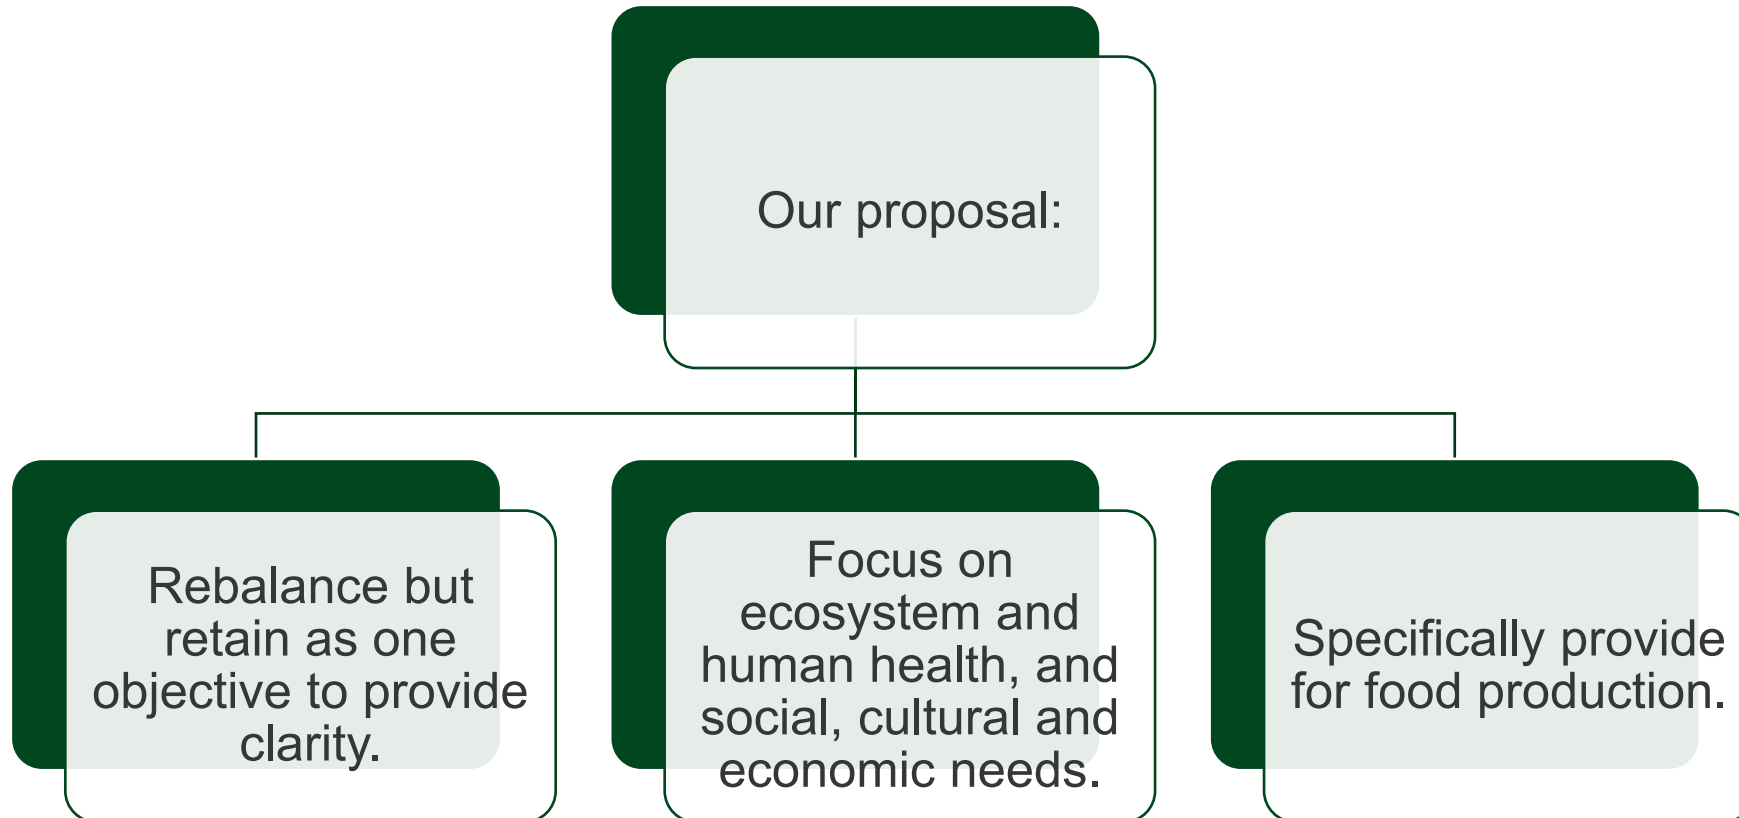 Our proposal:
Rebalance but
retain as one
objective to provide
clarity.
Focus on
ecosystem and
human health, and
social, cultural and
economic needs.
Specifically provide
for food production.